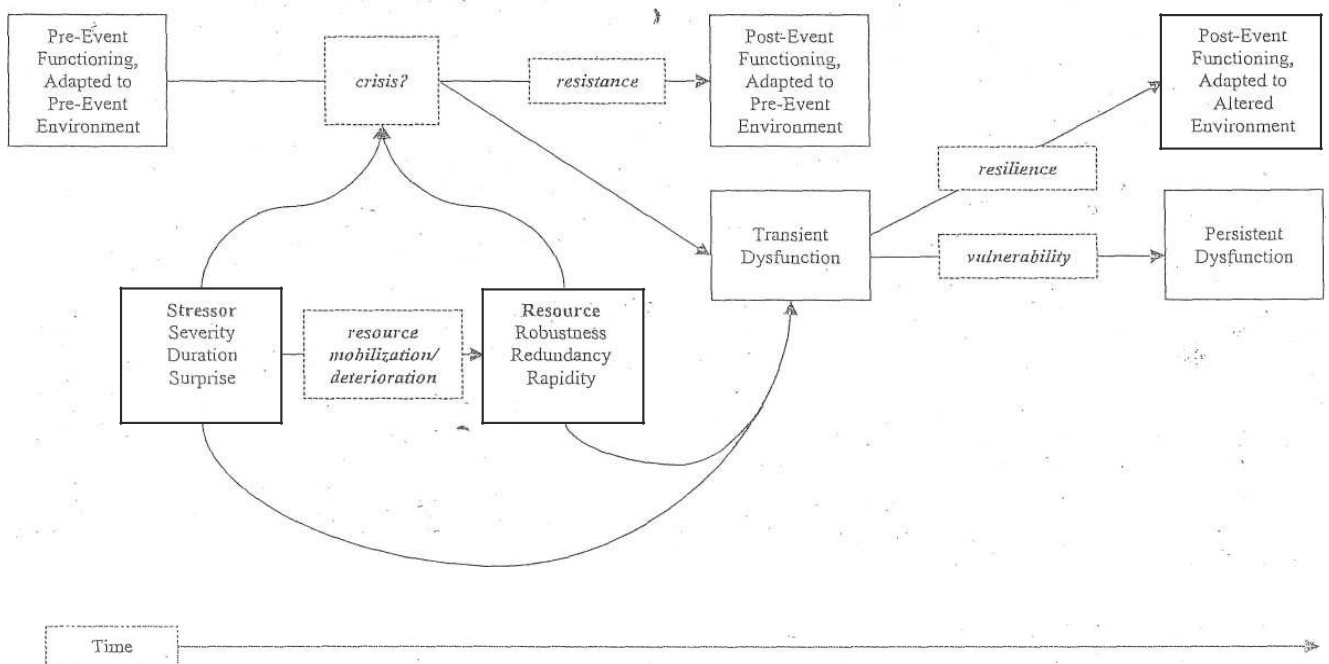 Pre-Event
Functioning,
Adapted to
Pre-Event
Environment
crisis?
resistance
Post-Event
Functioning,
Adapted to
Pre-Event
Environment
Post-Event
Functioning,
Adapted to
Altered
Environment
resilience
Transient
Dysfunction
vulnerability
Persistent
Dysfunction
Stressor
Severity
Duration
Surprise
resource
mobilization/
deterioration
Resource
Robustness
Redundancy
Rapidity
Time